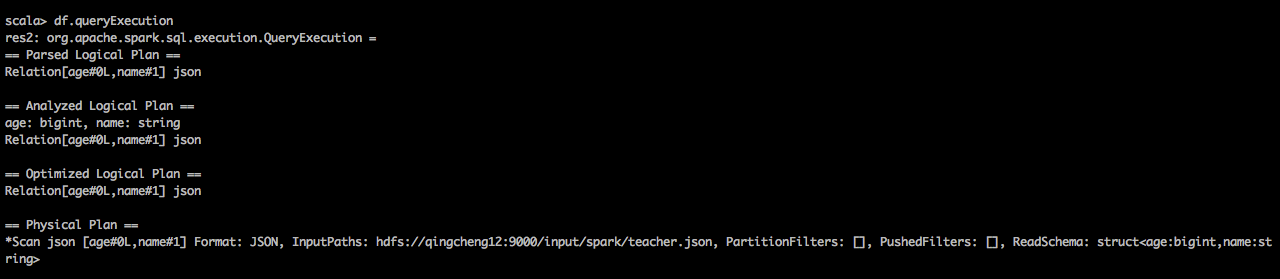 scala> df.queryExecution
res2: org.apache.spark.sql.execution.QueryExecution =
== Parsed Logical Plan ==
Relation[age#0L,name#1] json

== Analyzed Logical Plan ==
age: bigint, name: string
Relation[age#0L,name#1] json

== Optimized Logical Plan ==
Relation[age#0L,name#1] json

== Physical Plan ==
*Scan json [age#0L,name#1] Format: JSON, InputPaths: hdfs://qingcheng12:9000/input/spark/teacher.json, PartitionFilters: [], PushedFilters: [], ReadSchema: struct<age:bigint,name:st
ring>